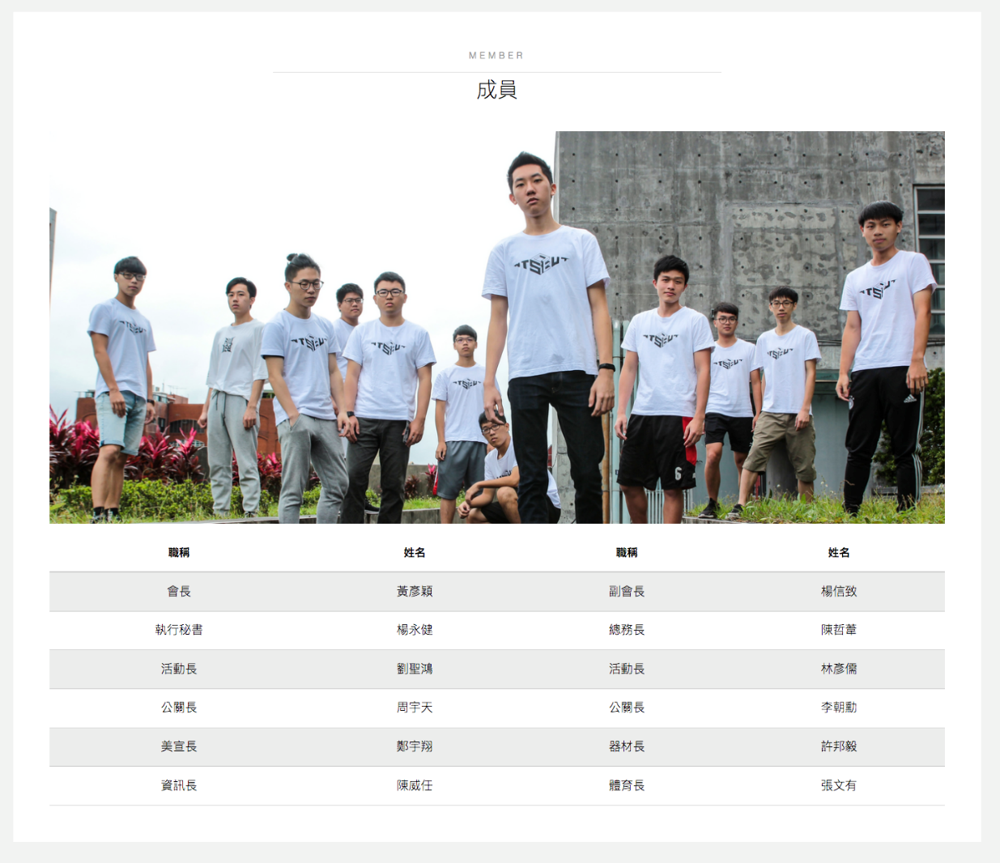 MEMBER
成員
職稱 姓名 職稱 姓名
會長 黃彥穎 副會長 楊信致
執行秘書 楊永健 總務長 陳哲葦
活動長 劉聖鴻 活動長 林彥儒
公關長 周宇天 公關長 李朝勳
美宣長 鄭宇翔 器材長 許邦毅
資訊長 陳威任 體育長 張文有
6